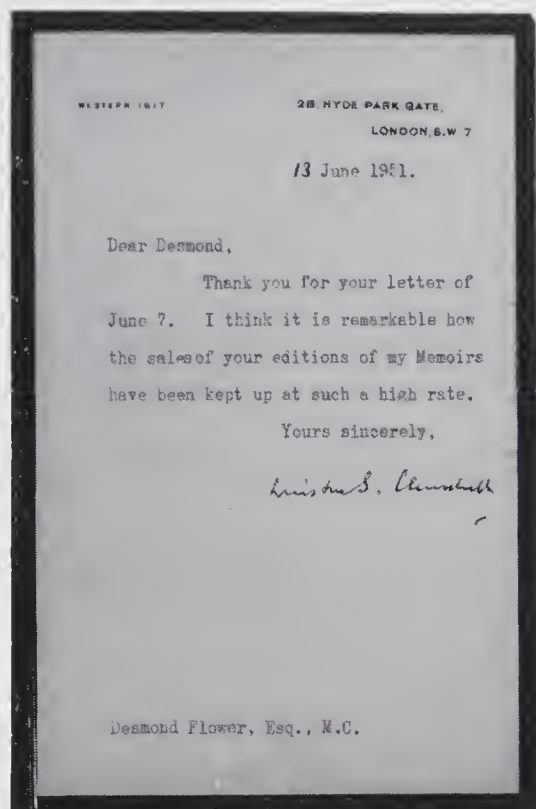 WESTERN 1617
28, HYDE PARK GATE,
LONDON, S.W 7
13 June 1951.
Dear Desmond,
Thank you for your letter of
June 7. I think it is remarkable how
the sales of your editions of my Memoirs
have been kept up at such a high rate.
Yours sincerely,
Winston S. Churchill
Desmond Flower, Esq., M.C.